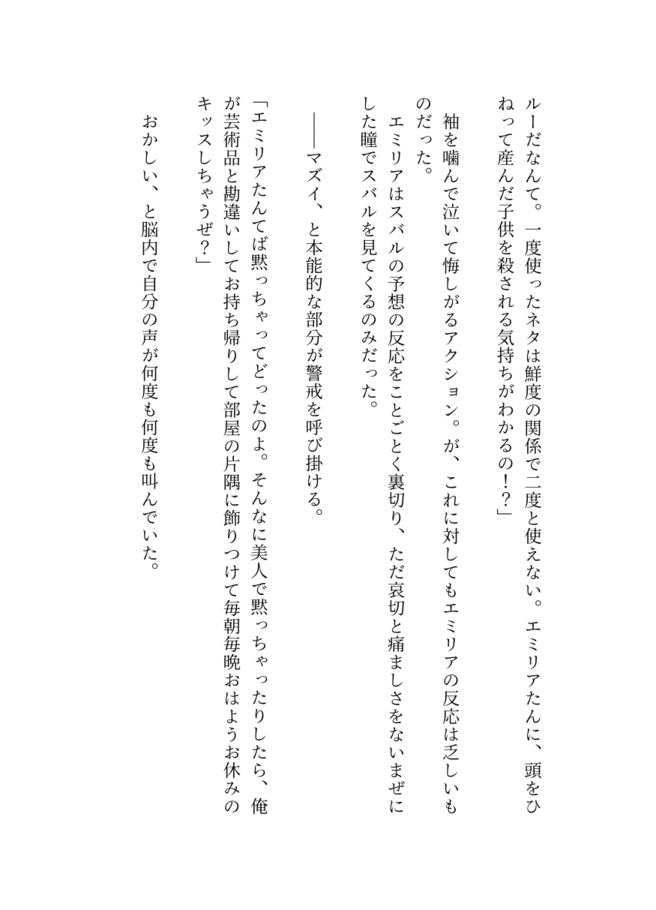 ルーだなんて。一度使ったネタは鮮度の関係で二度と使えない。エミリアたんに、頭をひ
ねって産んだ子供を殺される気持ちがわかるの！？」
　袖を噛んで泣いて悔しがるアクション。が、これに対してもエミリアの反応は乏しいも
のだった。
　エミリアはスバルの予想の反応をことごとく裏切り、ただ哀切と痛ましさをないまぜに
した瞳でスバルを見てくるのみだった。
　――マズイ、と本能的な部分が警戒を呼び掛ける。
「エミリアたんてば黙っちゃってどったのよ。そんなに美人で黙っちゃったりしたら、俺
が芸術品と勘違いしてお持ち帰りして部屋の片隅に飾りつけて毎朝毎晩おはようお休みの
キッスしちゃうぜ？」
　おかしい、と脳内で自分の声が何度も何度も叫んでいた。